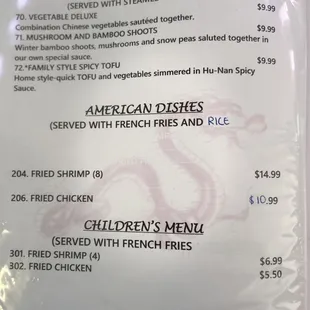 (SERVED WITH STEAMED
$9.99
70. VEGETABLE DELUXE
Combination Chinese vegetables sautéed together.
71. MUSHROOM AND BAMBOO SHOOTS $9.99
Winter bamboo shoots, mushrooms and snow peas saluted together in
our own special sauce.
72.*FAMILY STYLE SPICY TOFU $9.99
Home style-quick TOFU and vegetables simmered in Hu-Nan Spicy
Sauce.
AMERICAN DISHES
(SERVED WITH FRENCH FRIES AND RICE
204. FRIED SHRIMP (8) $14.99
206. FRIED CHICKEN $10.99
CHILDREN'S MENU
(SERVED WITH FRENCH FRIES
301. FRIED SHRIMP (4) $6.99
302. FRIED CHICKEN $5.50